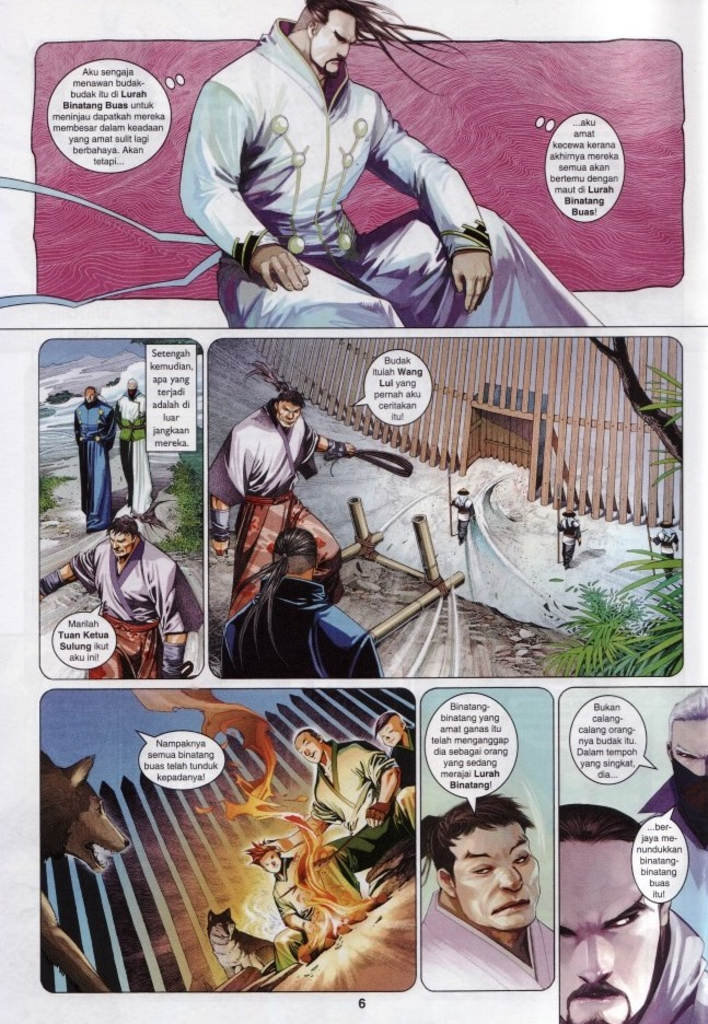 Aku sengaja
menawan budak-
budak itu di Lurah
Binatang Buas untuk
meninjau dapatkah mereka
membesar dalam keadaan
yang amat sulit lagi
berbahaya. Akan
tetapi...
...aku
amat
kecewa kerana
akhirnya mereka
semua akan
bertemu dengan
maut di Lurah
Binatang
Buas!
Setengah
kemudian,
apa yang
terjadi
adalah di
luar
jangkaan
mereka.
Marilah
Tuan Ketua
Sulung ikut
aku ini!
Budak
itulah Wang
Lui yang
pernah aku
ceritakan
itu!
Nampaknya
semua binatang
buas telah tunduk
kepadanya!
Binatang-
binatang yang
amat ganas itu
telah menganggap
dia sebagai orang
yang sedang
merajai Lurah
Binatang!
Bukan
calang-
calang orang-
nya budak itu.
Dalam tempoh
yang singkat,
dia...
...ber-
jaya me-
nundukkan
binatang-
binatang
buas
itu!
6